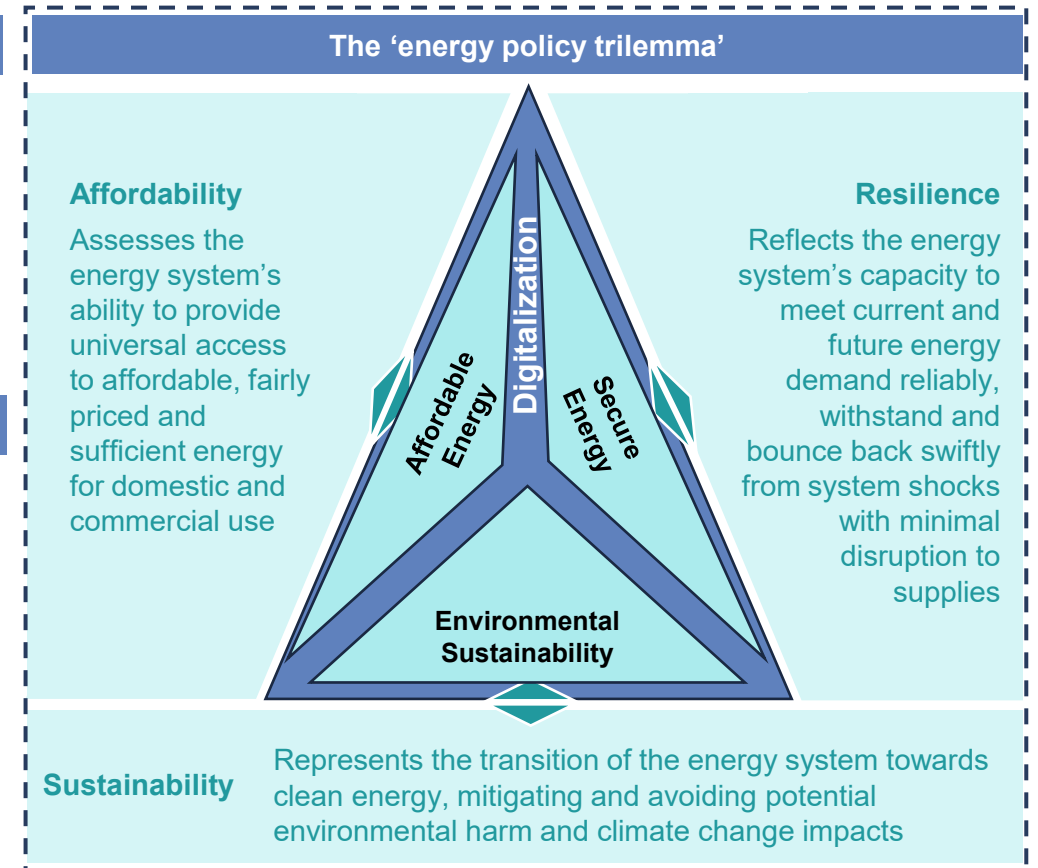 The ‘energy policy trilemma’
Affordability
Assesses the
energy system’s
ability to provide
universal access
to affordable, fairly
priced and
sufficient energy
for domestic and
commercial use
Affordable
Energy
Digitalization
Secure
Energy
Resilience
Reflects the energy
system’s capacity to
meet current and
future energy
demand reliably,
withstand and
bounce back swiftly
from system shocks
with minimal
disruption to
supplies
Environmental
Sustainability
Sustainability
Represents the transition of the energy system towards
clean energy, mitigating and avoiding potential
environmental harm and climate change impacts